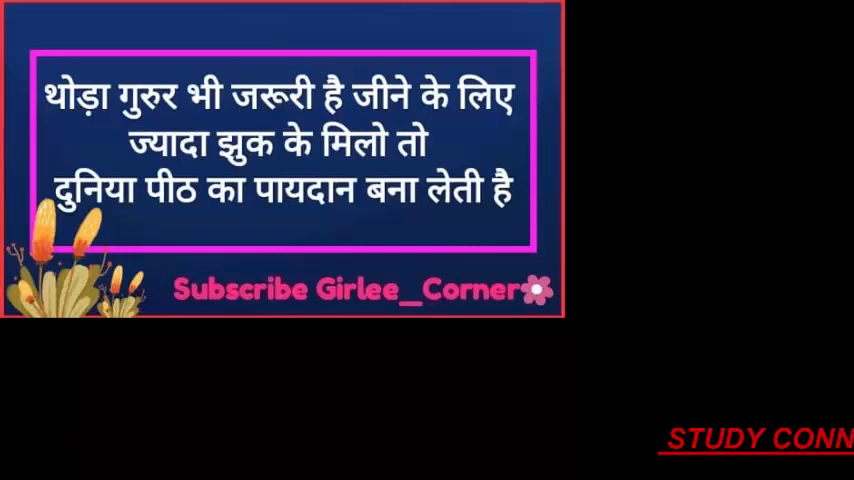 थोड़ा गुरुर भी जरूरी है जीने के लिए
ज्यादा झुक के मिलो तो
दुनिया पीठ का पायदान बना लेती है
Subscribe Girlee_Corner
STUDY CONN